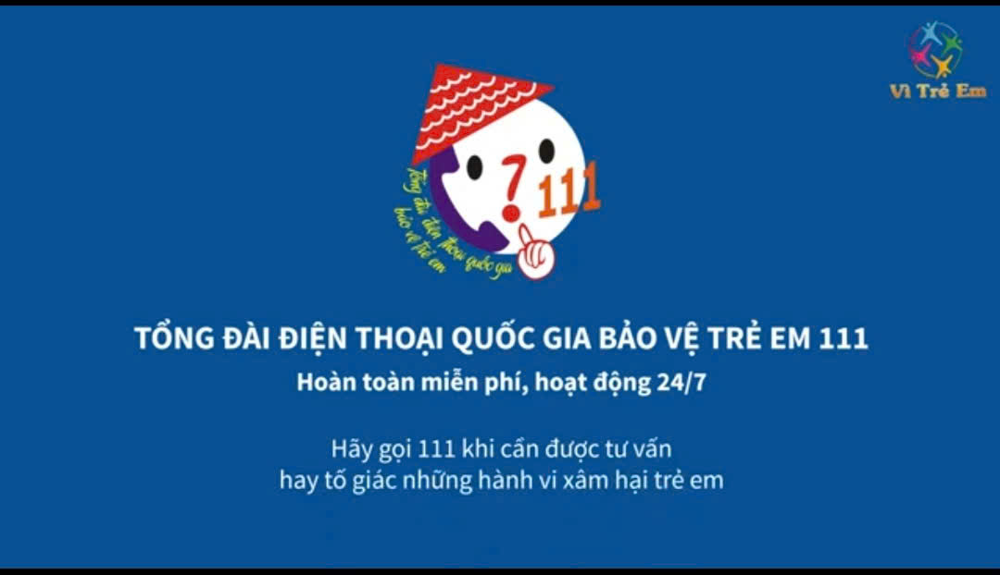 Vì Trẻ Em
111
tổng đài điện thoại quốc gia
bảo vệ trẻ em
TỔNG ĐÀI ĐIỆN THOẠI QUỐC GIA BẢO VỆ TRẺ EM 111
Hoàn toàn miễn phí, hoạt động 24/7
Hãy gọi 111 khi cần được tư vấn
hay tố giác những hành vi xâm hại trẻ em